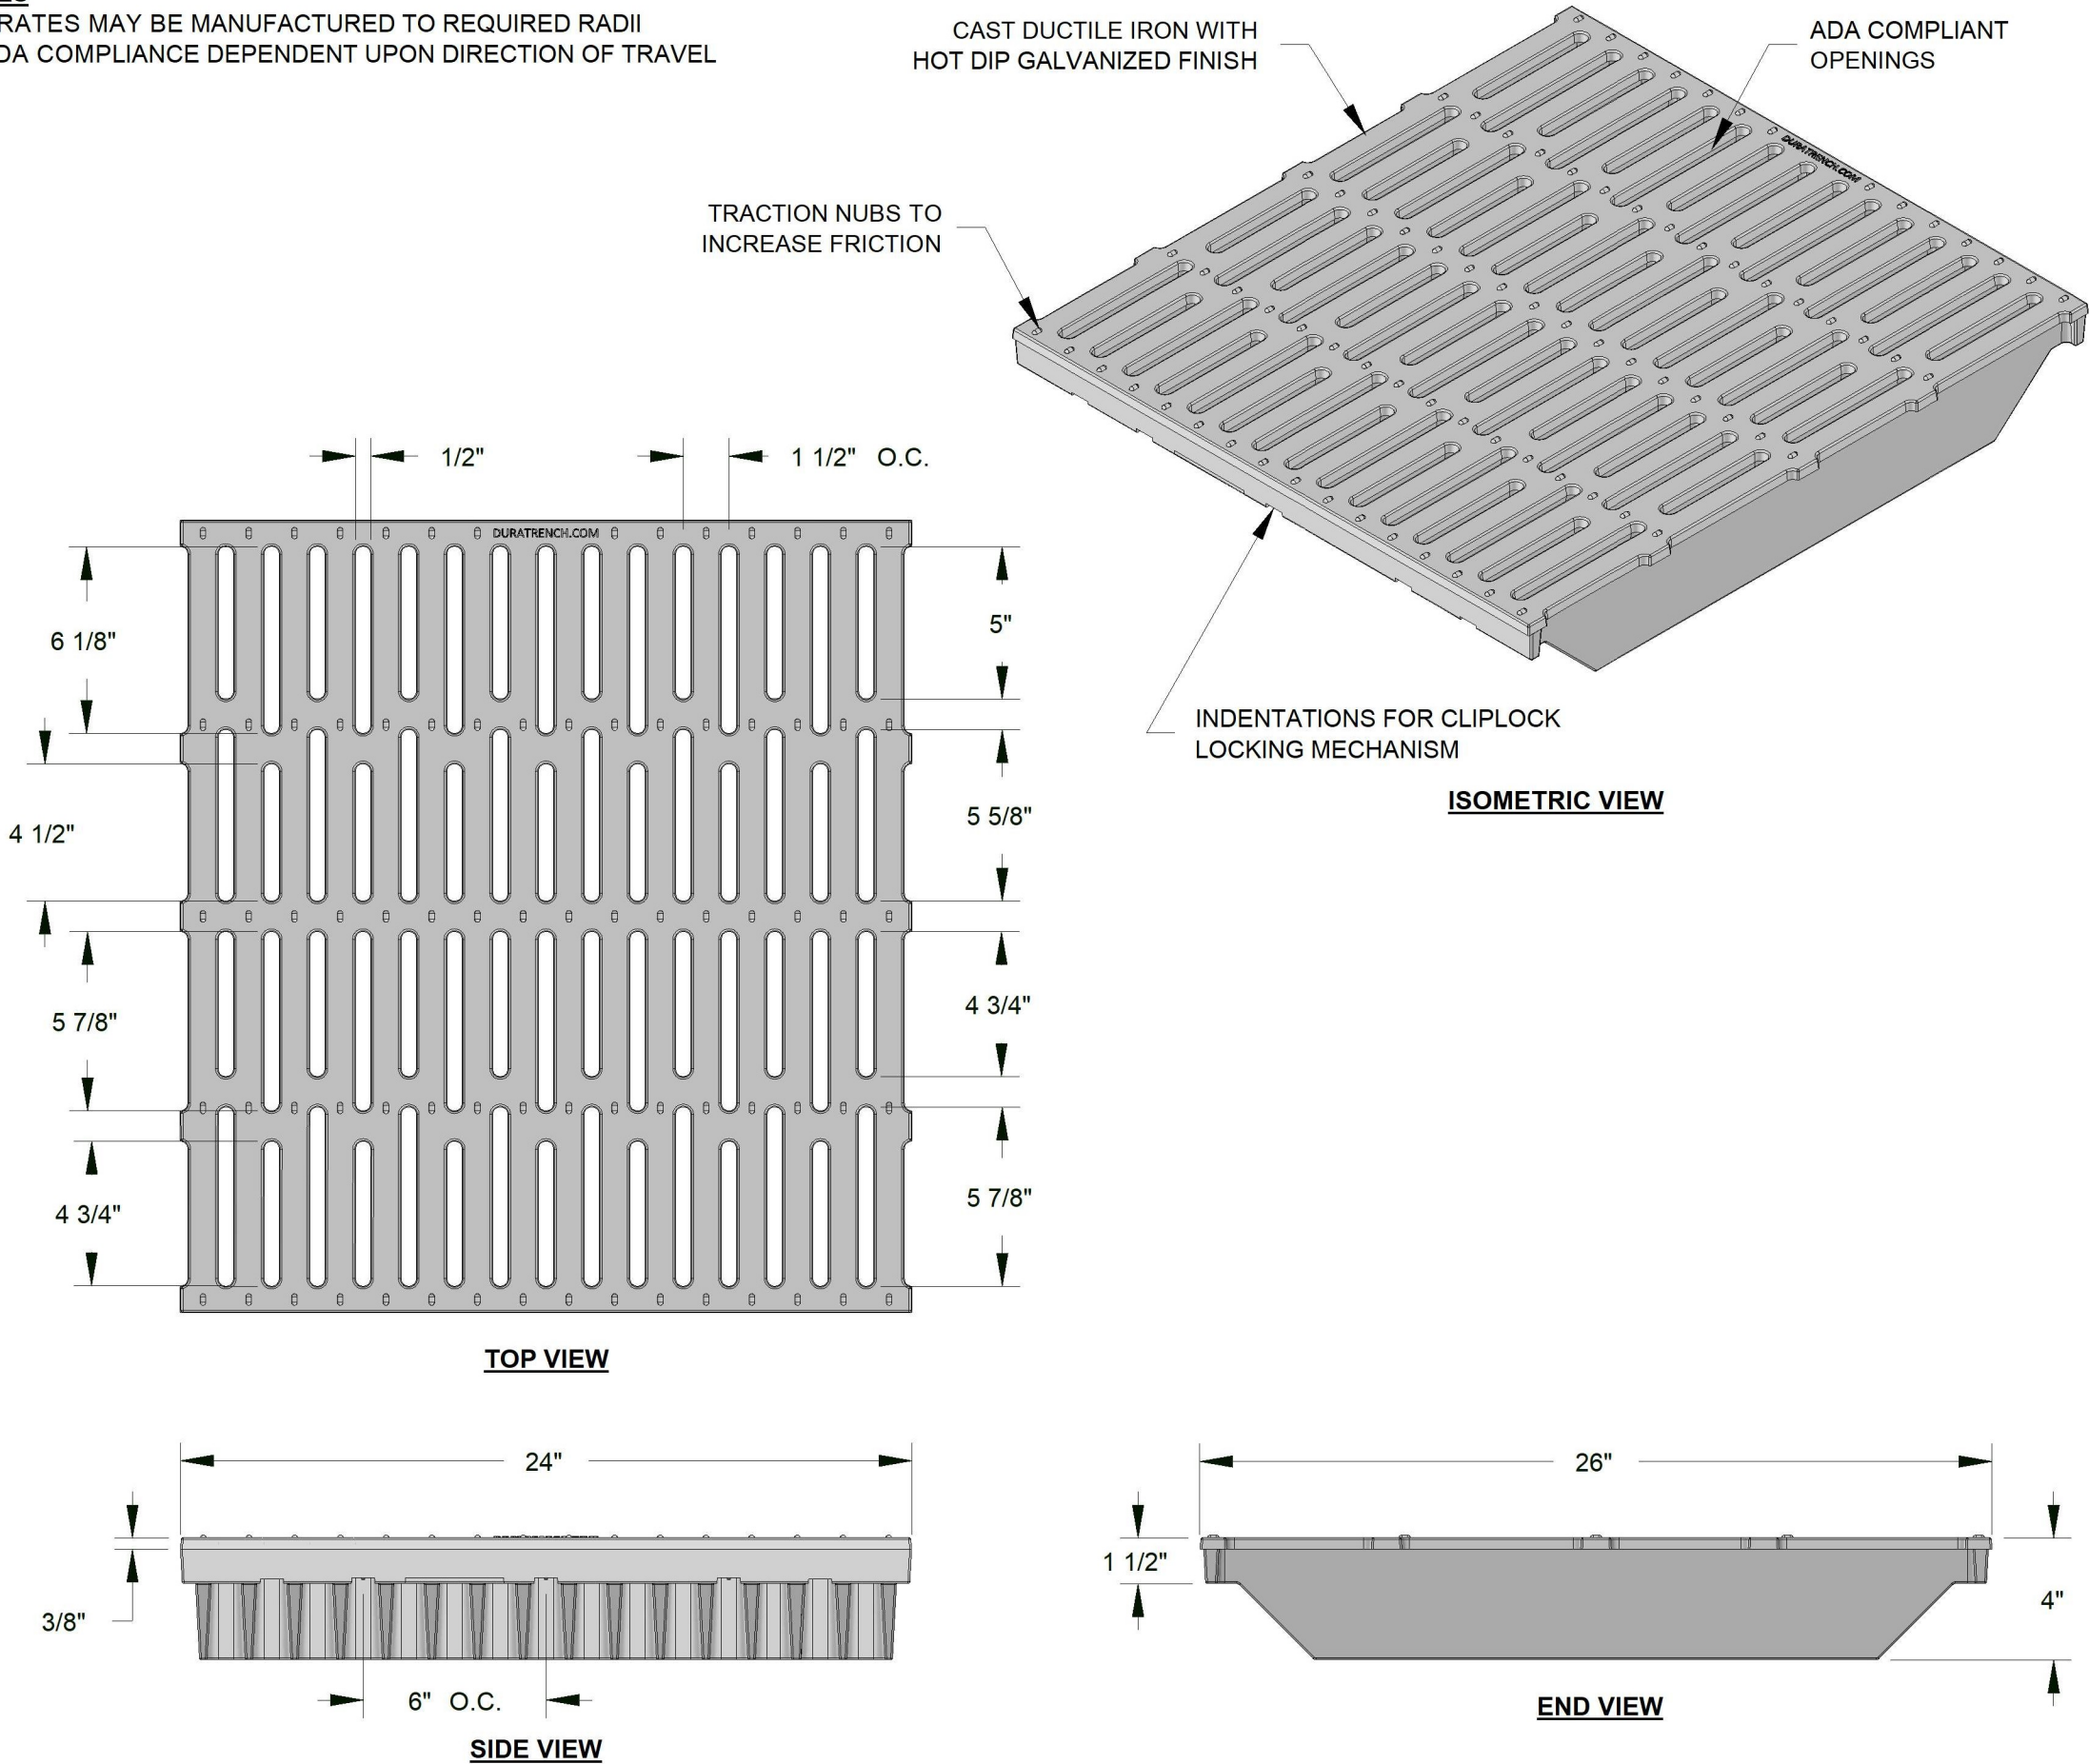 RATES MAY BE MANUFACTURED TO REQUIRED RADII
DA COMPLIANCE DEPENDENT UPON DIRECTION OF TRAVEL
CAST DUCTILE IRON WITH
HOT DIP GALVANIZED FINISH
ADA COMPLIANT
OPENINGS
TRACTION NUBS TO
INCREASE FRICTION
DURATRENCH.COM
INDENTATIONS FOR CLIPLOCK
LOCKING MECHANISM
ISOMETRIC VIEW
1/2"
1 1/2" O.C.
DURATRENCH.COM
6 1/8"
5"
4 1/2"
5 5/8"
5 7/8"
4 3/4"
4 3/4"
5 7/8"
TOP VIEW
24"
3/8"
6" O.C.
SIDE VIEW
26"
1 1/2"
4"
END VIEW